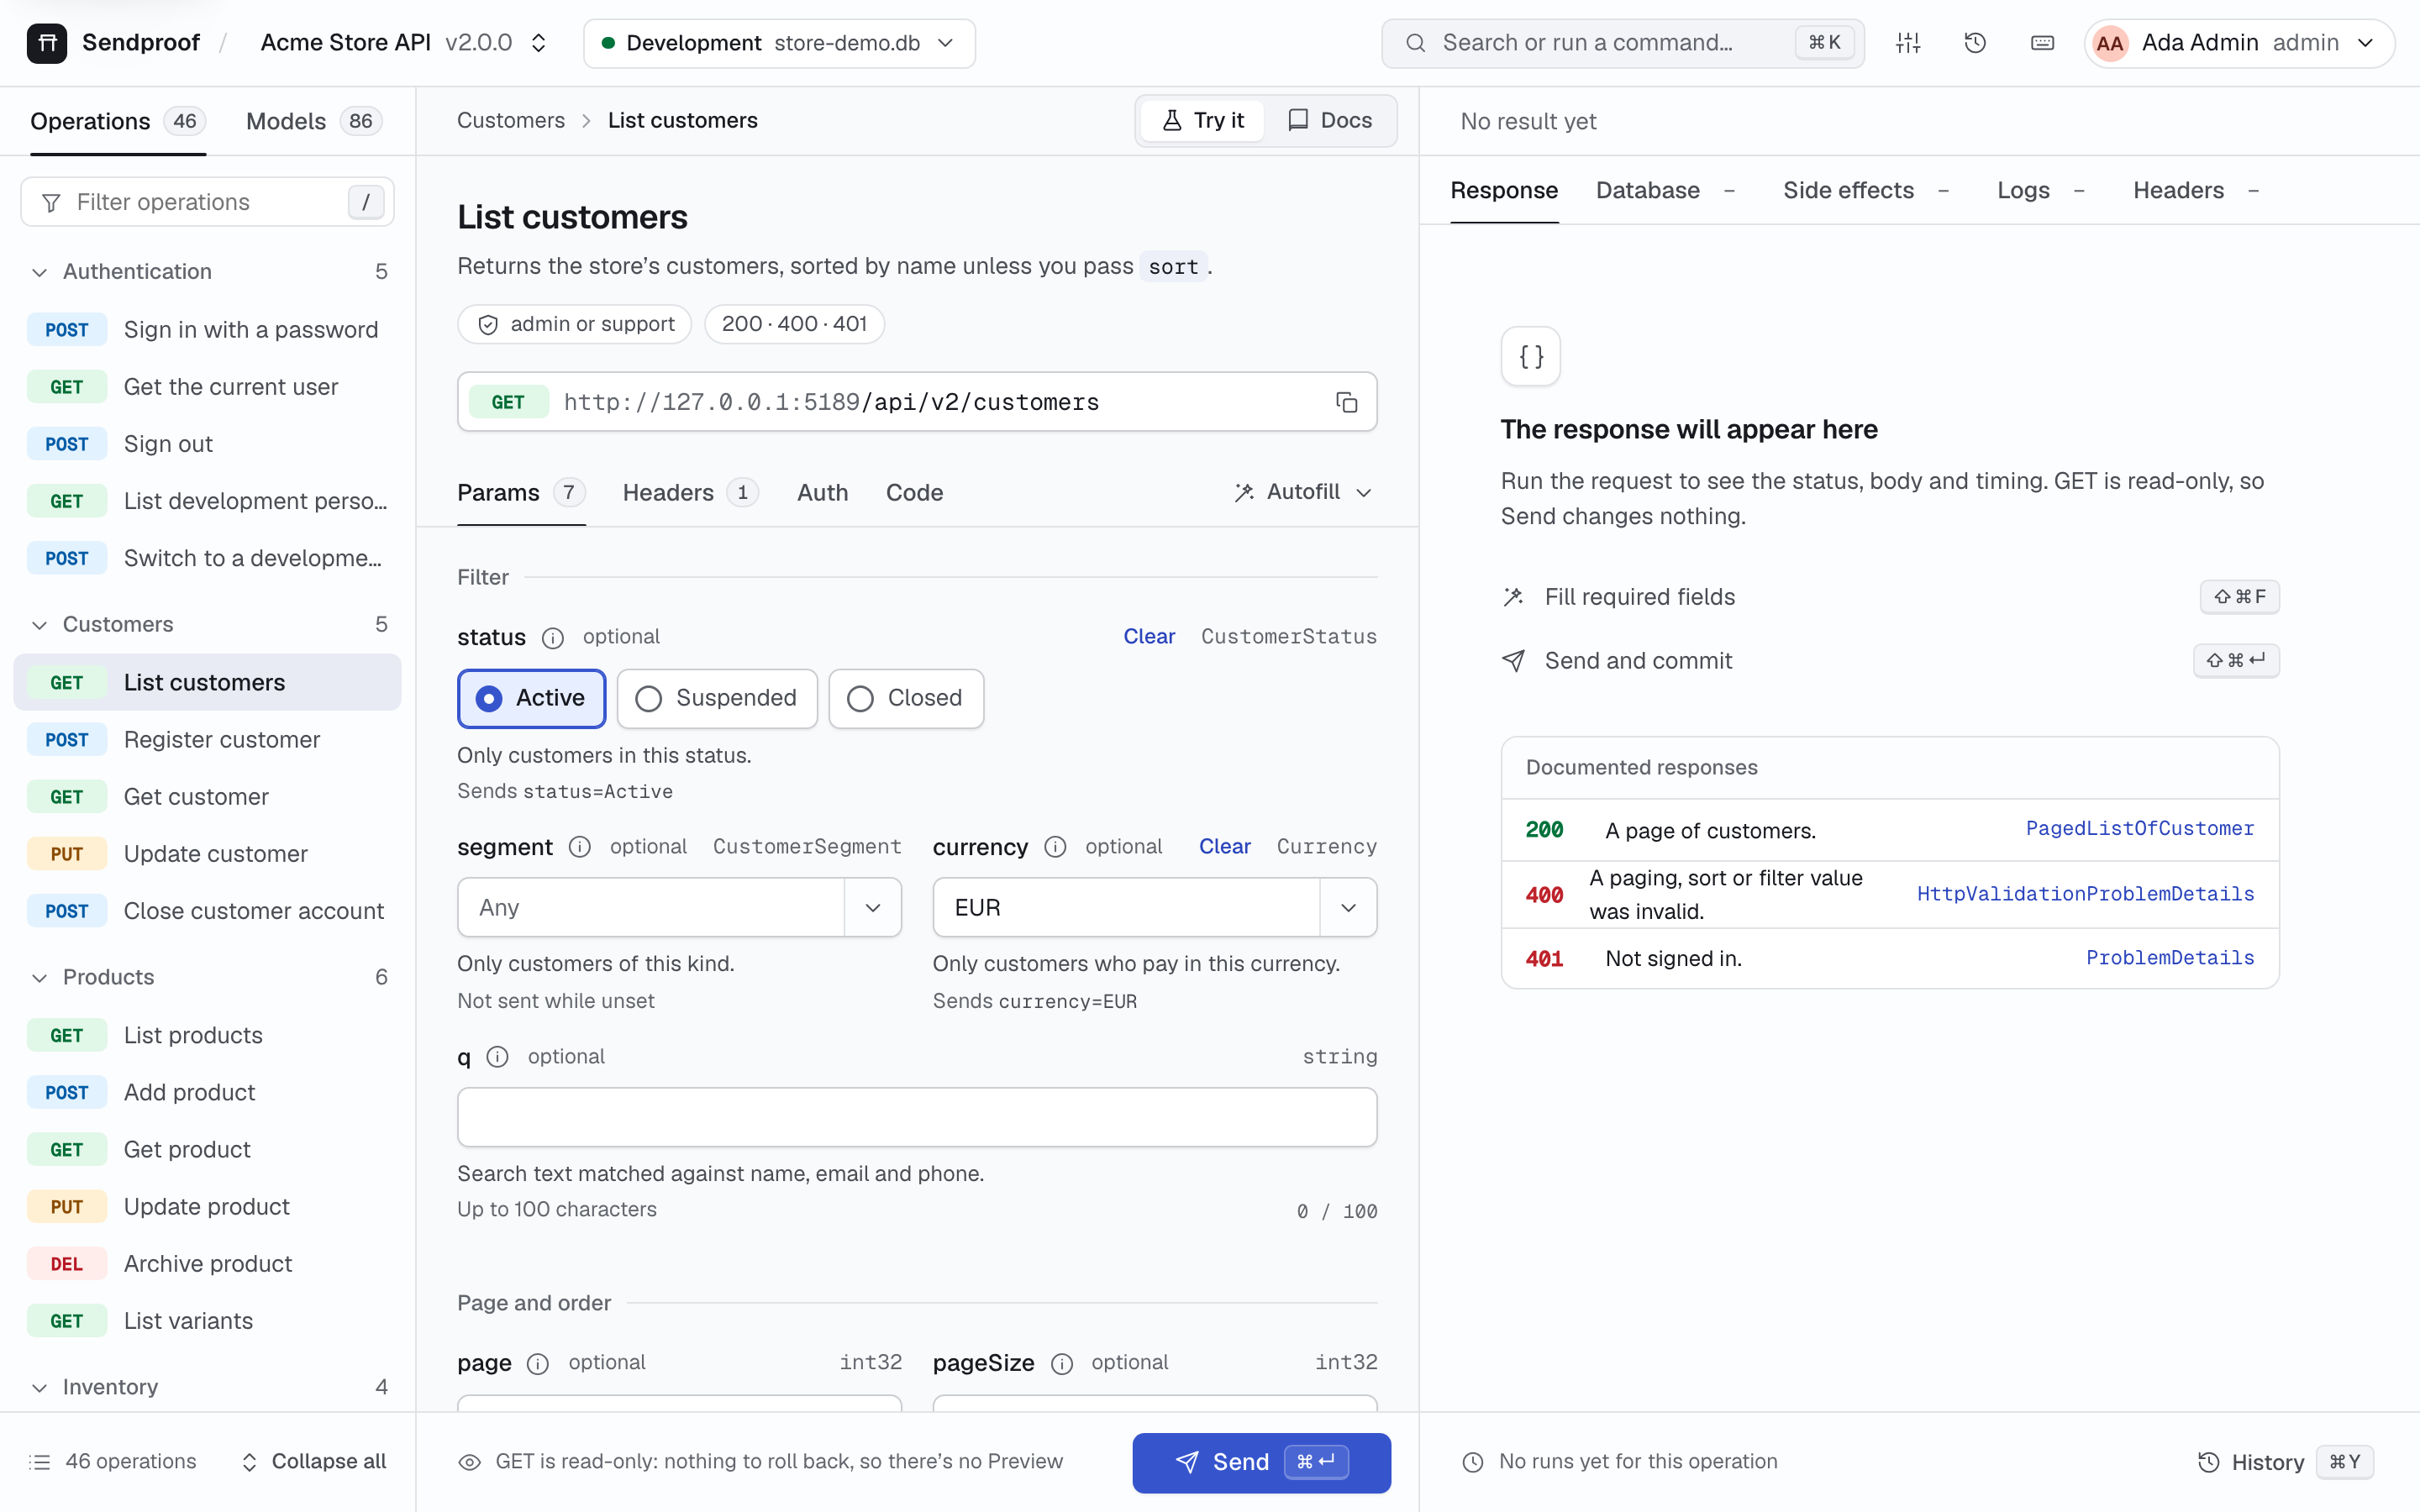 Sendproof / Acme Store API v2.0.0
Development store-demo.db
Search or run a command... ⌘K
AA Ada Admin admin
Operations 46 Models 86
Filter operations /
Authentication 5
POST Sign in with a password
GET Get the current user
POST Sign out
GET List development perso...
POST Switch to a developme...
Customers 5
GET List customers
POST Register customer
GET Get customer
PUT Update customer
POST Close customer account
Products 6
GET List products
POST Add product
GET Get product
PUT Update product
DEL Archive product
GET List variants
Inventory 4
46 operations Collapse all
Customers > List customers
Try it Docs
List customers
Returns the store’s customers, sorted by name unless you pass sort.
admin or support 200 · 400 · 401
GET http://127.0.0.1:5189/api/v2/customers
Params 7 Headers 1 Auth Code Autofill
Filter
status optional Clear CustomerStatus
Active Suspended Closed
Only customers in this status.
Sends status=Active
segment optional CustomerSegment
Any
Only customers of this kind.
Not sent while unset
currency optional Clear Currency
EUR
Only customers who pay in this currency.
Sends currency=EUR
q optional string
Search text matched against name, email and phone.
Up to 100 characters 0 / 100
Page and order
page optional int32
pageSize optional int32
GET is read-only: nothing to roll back, so there’s no Preview
Send ⌘↵
No result yet
Response Database – Side effects – Logs – Headers –
{}
The response will appear here
Run the request to see the status, body and timing. GET is read-only, so
Send changes nothing.
Fill required fields ⇧⌘F
Send and commit ⇧⌘↵
Documented responses
200 A page of customers. PagedListOfCustomer
400 A paging, sort or filter value
was invalid. HttpValidationProblemDetails
401 Not signed in. ProblemDetails
No runs yet for this operation
History ⌘Y